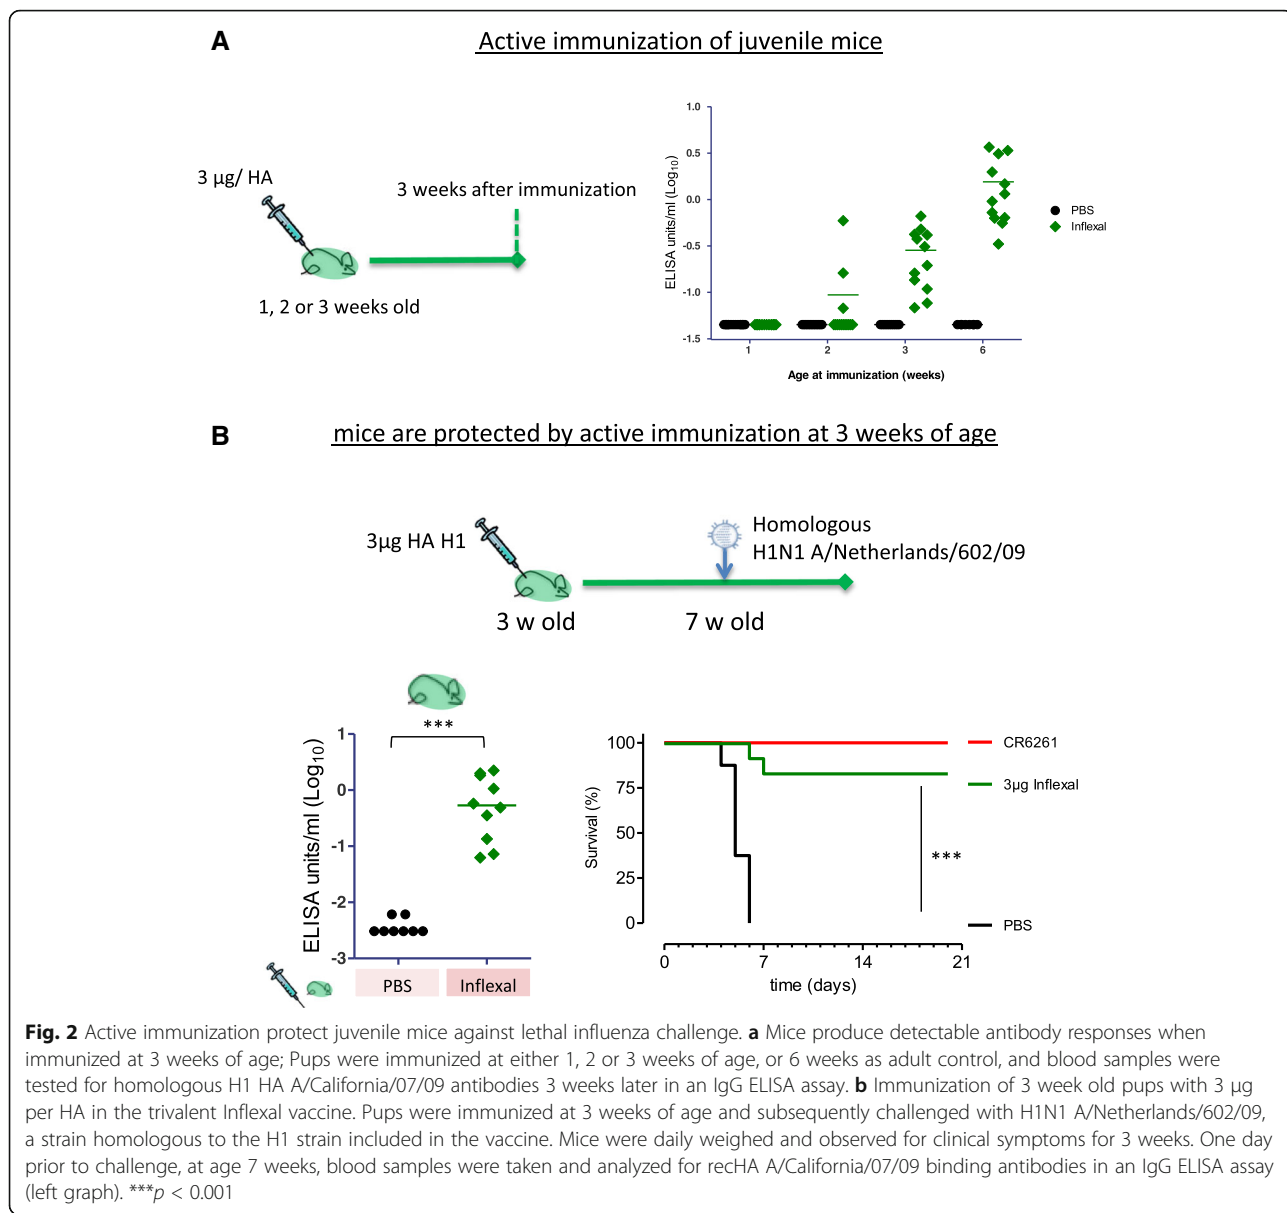 A
Active immunization of juvenile mice
3 µg/ HA
3 weeks after immunization
1, 2 or 3 weeks old
ELISA units/ml (Log10)
1.0
0.5
0.0
-0.5
-1.0
-1.5
1
2
3
6
Age at immunization (weeks)
PBS
Inflexal
B
mice are protected by active immunization at 3 weeks of age
3µg HA H1
Homologous
H1N1 A/Netherlands/602/09
3 w old
7 w old
***
ELISA units/ml (Log10)
1
0
-1
-2
-3
PBS
Inflexal
Survival (%)
100
75
50
25
0
0
7
14
21
time (days)
CR6261
3µg Inflexal
***
PBS
Fig. 2 Active immunization protect juvenile mice against lethal influenza challenge. a Mice produce detectable antibody responses when
immunized at 3 weeks of age; Pups were immunized at either 1, 2 or 3 weeks of age, or 6 weeks as adult control, and blood samples were
tested for homologous H1 HA A/California/07/09 antibodies 3 weeks later in an IgG ELISA assay. b Immunization of 3 week old pups with 3 µg
per HA in the trivalent Inflexal vaccine. Pups were immunized at 3 weeks of age and subsequently challenged with H1N1 A/Netherlands/602/09,
a strain homologous to the H1 strain included in the vaccine. Mice were daily weighed and observed for clinical symptoms for 3 weeks. One day
prior to challenge, at age 7 weeks, blood samples were taken and analyzed for recHA A/California/07/09 binding antibodies in an IgG ELISA assay
(left graph). ***p < 0.001